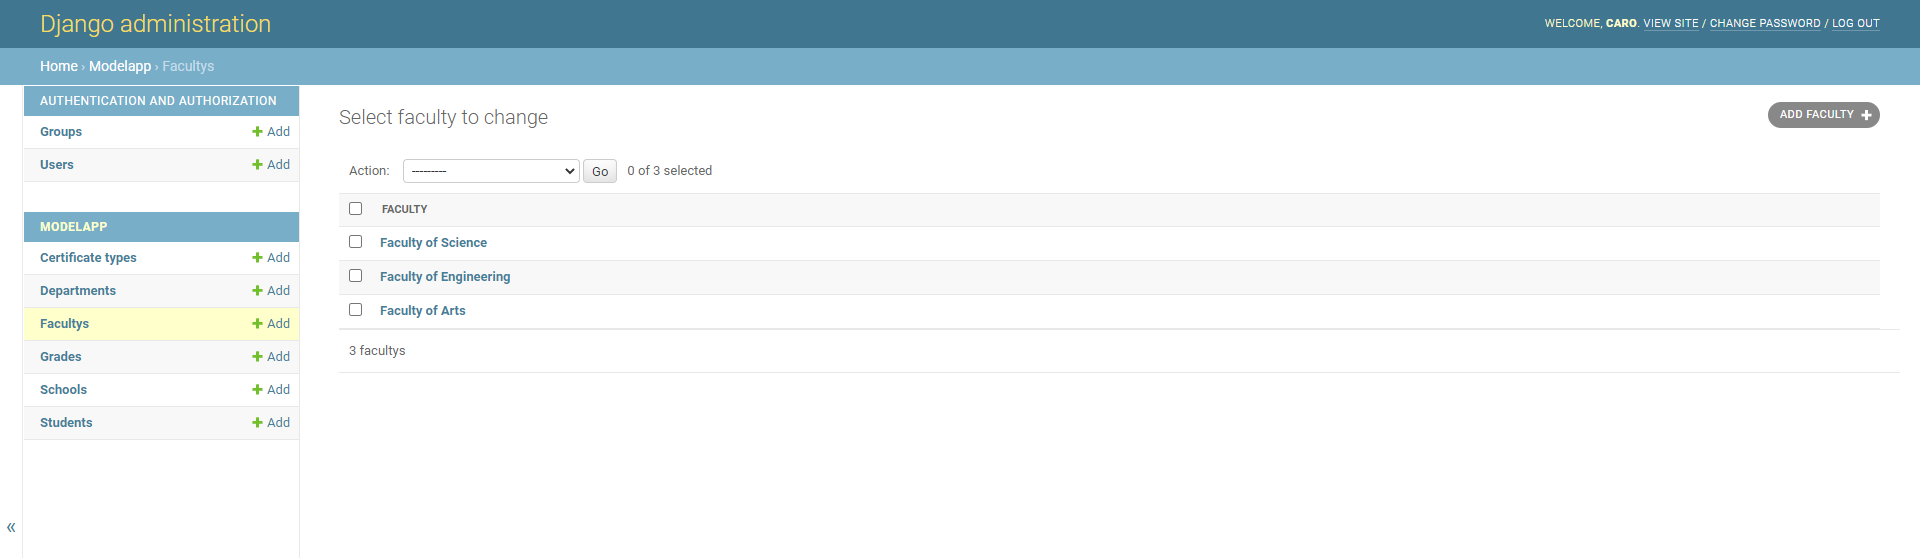 Django administration
WELCOME, CARO. VIEW SITE / CHANGE PASSWORD / LOG OUT
Home › Modelapp › Facultys
AUTHENTICATION AND AUTHORIZATION
Groups + Add
Users + Add
MODELAPP
Certificate types + Add
Departments + Add
Facultys + Add
Grades + Add
Schools + Add
Students + Add
«
Select faculty to change
ADD FACULTY +
Action: --------- Go 0 of 3 selected
FACULTY
Faculty of Science
Faculty of Engineering
Faculty of Arts
3 facultys